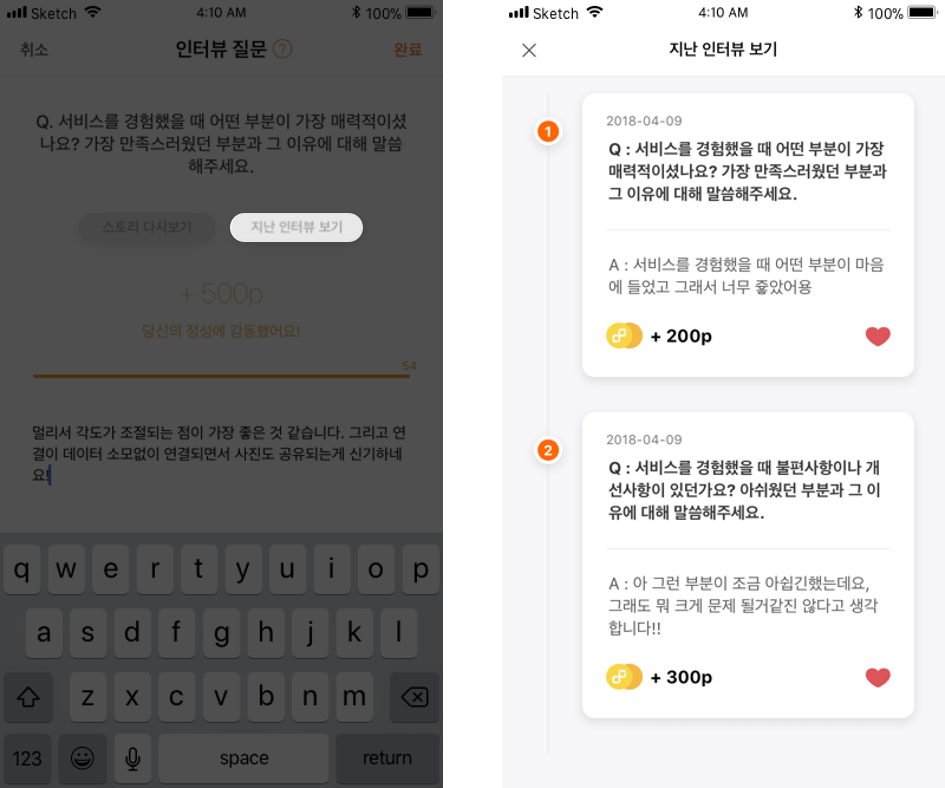 Sketch 4:10 AM 100%
취소 인터뷰 질문 ? 완료
Q. 서비스를 경험했을 때 어떤 부분이 가장 매력적이셨
나요? 가장 만족스러웠던 부분과 그 이유에 대해 말씀
해주세요.
스토리 다시보기 지난 인터뷰 보기
+ 500p
당신의 정성에 감동했어요!
54
멀리서 각도가 조절되는 점이 가장 좋은 것 같습니다. 그리고 연
결이 데이터 소모없이 연결되면서 사진도 공유되는게 신기하네
요!
q w e r t y u i o p
a s d f g h j k l
z x c v b n m
123 space return
Sketch 4:10 AM 100%
지난 인터뷰 보기
1
2018-04-09
Q : 서비스를 경험했을 때 어떤 부분이 가장
매력적이셨나요? 가장 만족스러웠던 부분과
그 이유에 대해 말씀해주세요.
A : 서비스를 경험했을 때 어떤 부분이 마음
에 들었고 그래서 너무 좋았어용
+ 200p
2
2018-04-09
Q : 서비스를 경험했을 때 불편사항이나 개
선사항이 있던가요? 아쉬웠던 부분과 그 이
유에 대해 말씀해주세요.
A : 아 그런 부분이 조금 아쉽긴했는데요,
그래도 뭐 크게 문제 될거같진 않다고 생각
합니다!!
+ 300p